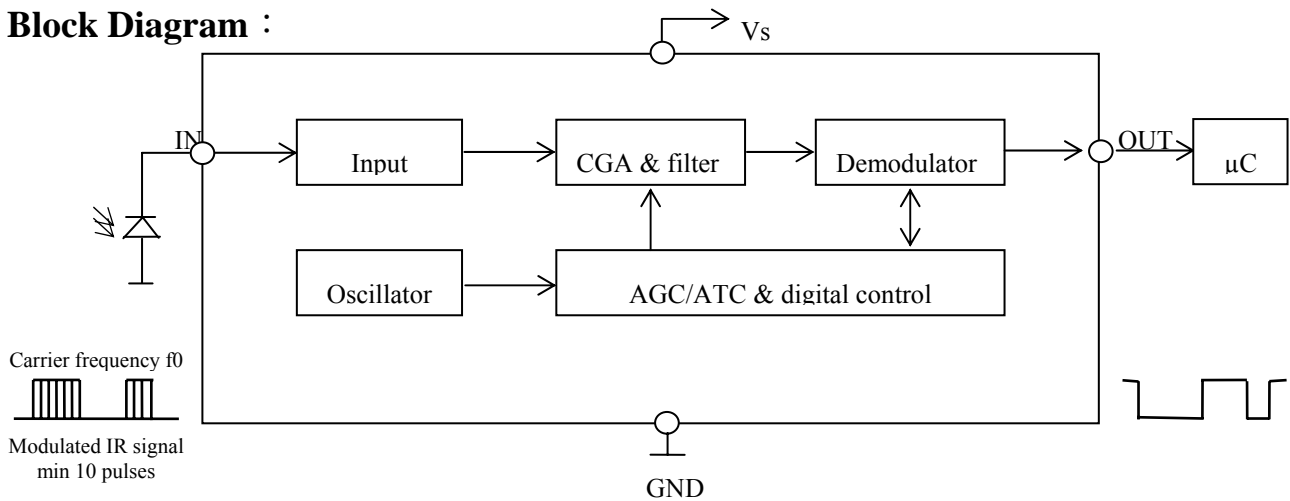 Block Diagram：
Vs
IN
Input
CGA & filter
Demodulator
OUT
µC
Oscillator
AGC/ATC & digital control
Carrier frequency f0
Modulated IR signal
min 10 pulses
GND